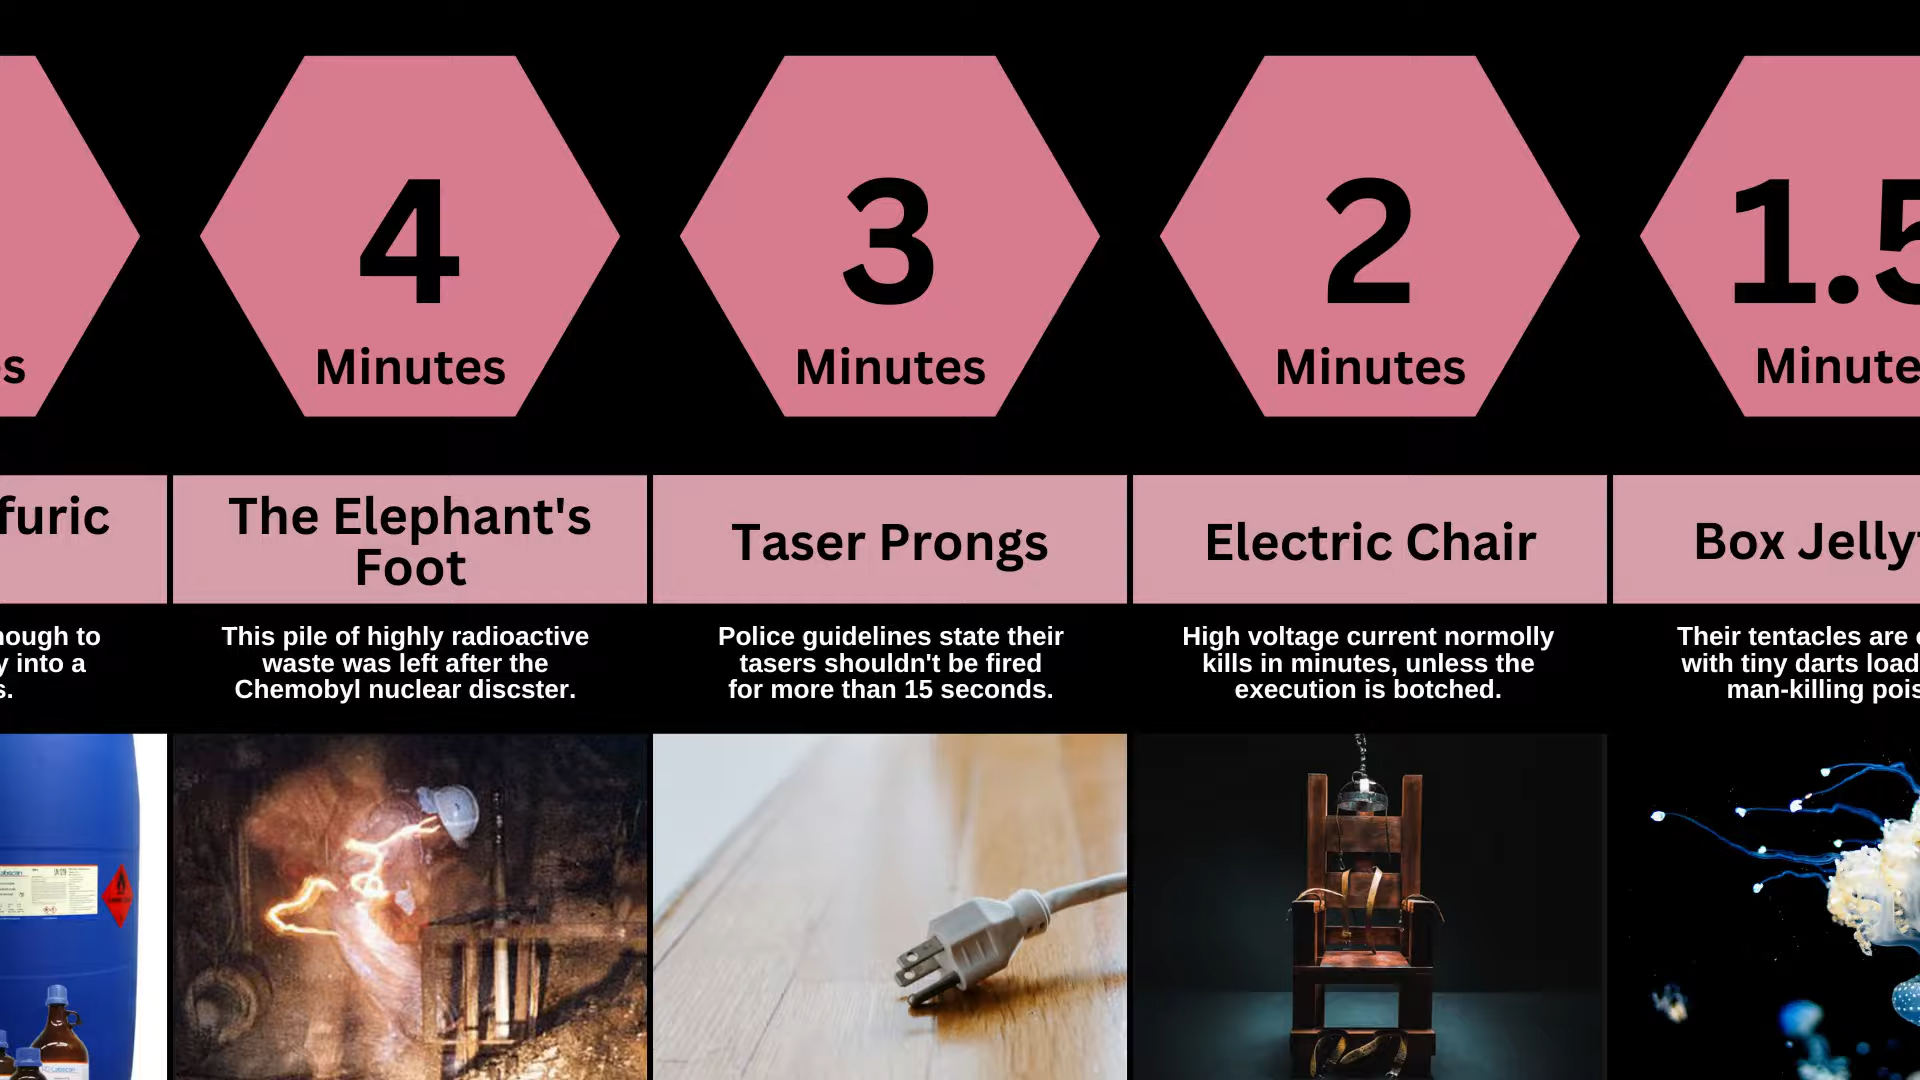 4
Minutes
3
Minutes
2
Minutes
1.5
Minute
s
furic
The Elephant's
Foot
Taser Prongs
Electric Chair
Box Jelly
ough to
y into a
s.
This pile of highly radioactive
waste was left after the
Chemobyl nuclear discster.
Police guidelines state their
tasers shouldn't be fired
for more than 15 seconds.
High voltage current normolly
kills in minutes, unless the
execution is botched.
Their tentacles are
with tiny darts load
man-killing pois